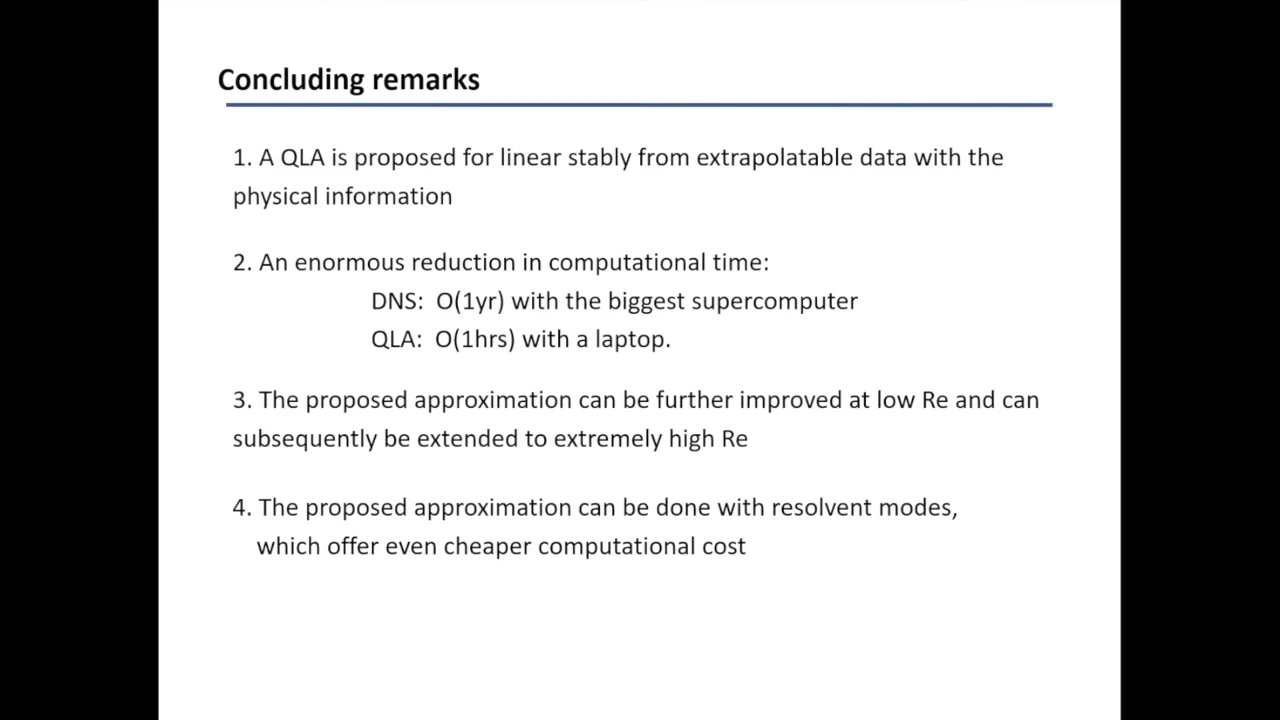 Concluding remarks
1. A QLA is proposed for linear stably from extrapolatable data with the
physical information
2. An enormous reduction in computational time:
DNS: O(1yr) with the biggest supercomputer
QLA: O(1hrs) with a laptop.
3. The proposed approximation can be further improved at low Re and can
subsequently be extended to extremely high Re
4. The proposed approximation can be done with resolvent modes,
which offer even cheaper computational cost